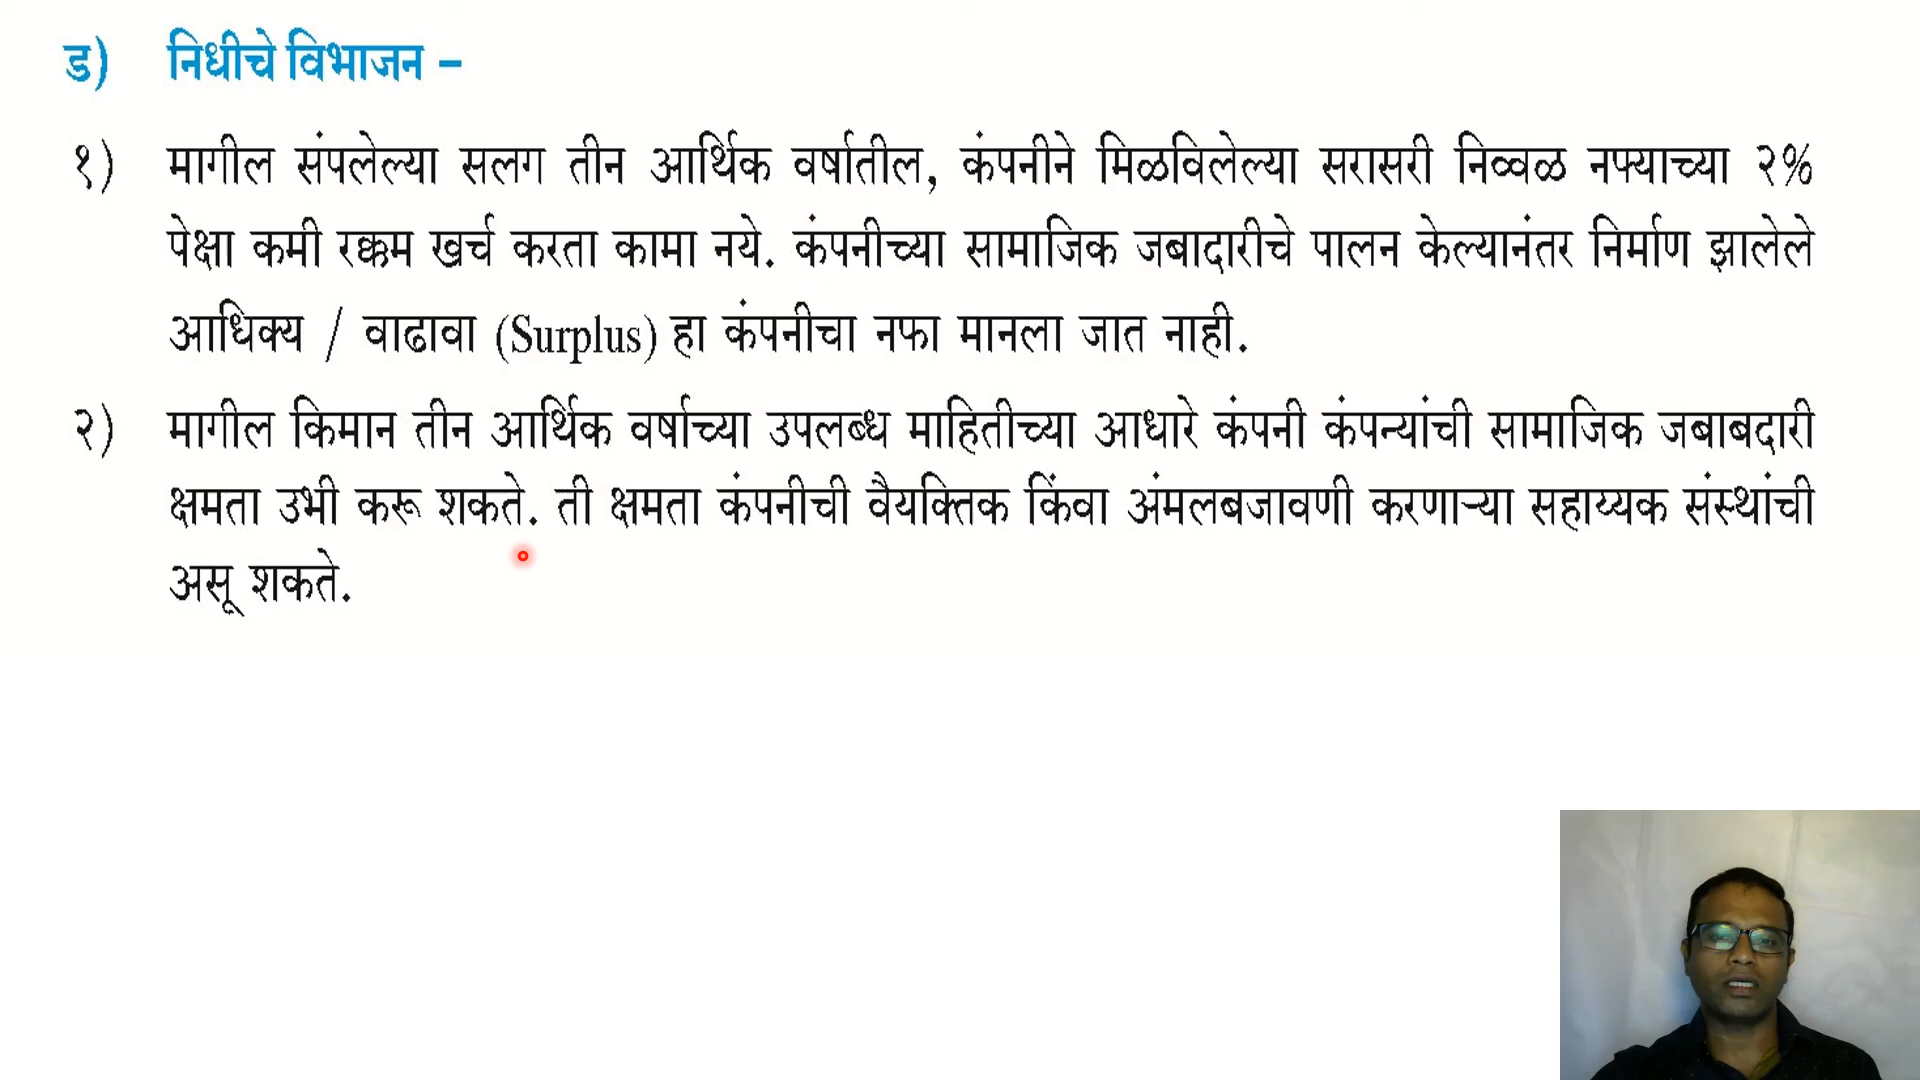 ड) निधीचे विभाजन –
१) मागील संपलेल्या सलग तीन आर्थिक वर्षातील, कंपनीने मिळविलेल्या सरासरी निव्वळ नफ्याच्या २%
पेक्षा कमी रक्कम खर्च करता कामा नये. कंपनीच्या सामाजिक जबादारीचे पालन केल्यानंतर निर्माण झालेले
आधिक्य / वाढावा (Surplus) हा कंपनीचा नफा मानला जात नाही.
२) मागील किमान तीन आर्थिक वर्षाच्या उपलब्ध माहितीच्या आधारे कंपनी कंपन्यांची सामाजिक जबाबदारी
क्षमता उभी करू शकते. ती क्षमता कंपनीची वैयक्तिक किंवा अंमलबजावणी करणाऱ्या सहाय्यक संस्थांची
असू शकते.